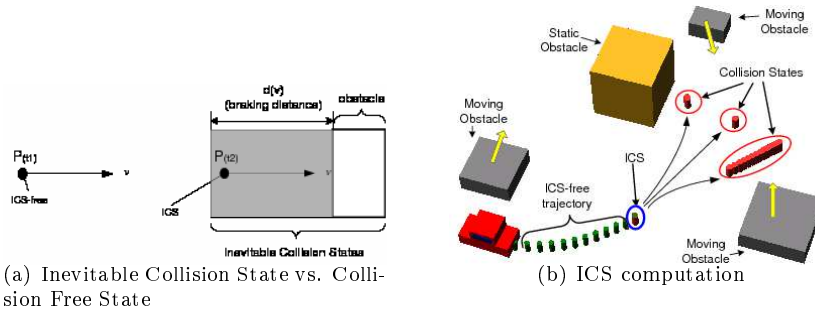 d(v)
(braking distance)
obstacle
P(t1)
v
ICS-free
P(t2)
v
ICS
Inevitable Collision States
(a) Inevitable Collision State vs. Colli-
sion Free State
Static
Obstacle
Moving
Obstacle
Collision States
Moving
Obstacle
ICS
ICS-free
trajectory
Moving
Obstacle
(b) ICS computation